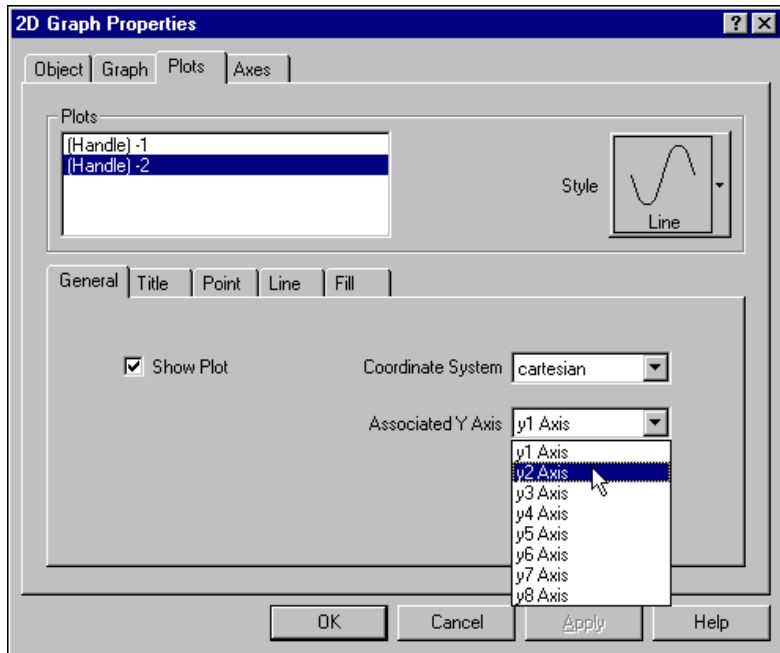 2D Graph Properties
Object Graph Plots Axes
Plots
(Handle) -1
(Handle) -2
Style
Line
General Title Point Line Fill
Show Plot
Coordinate System cartesian
Associated Y Axis y1 Axis
y1 Axis
y2 Axis
y3 Axis
y4 Axis
y5 Axis
y6 Axis
y7 Axis
y8 Axis
OK Cancel Apply Help